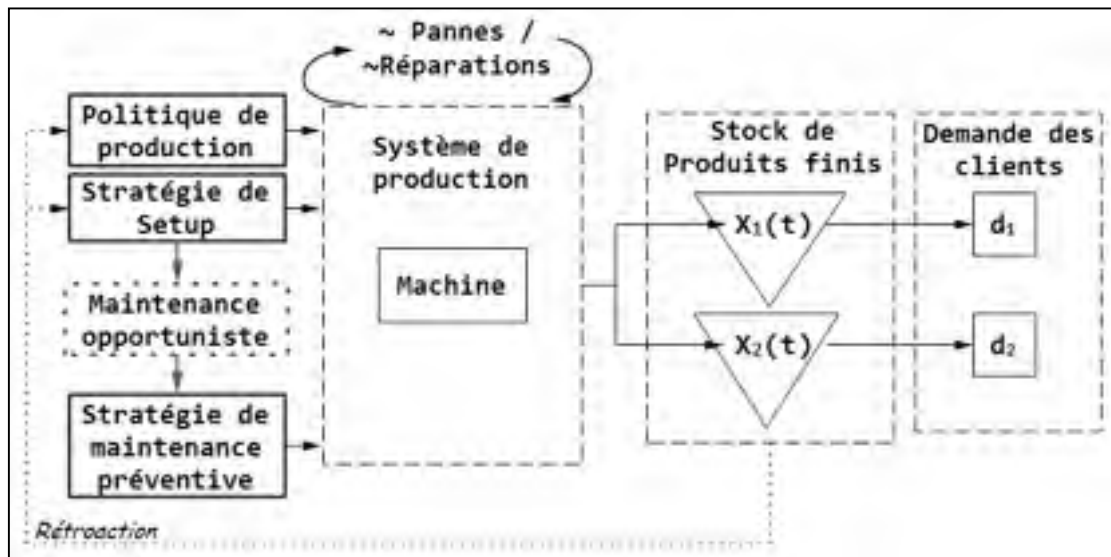 ~ Pannes /
~Réparations
Politique de
production
Stratégie de
Setup
Maintenance
opportuniste
Stratégie de
maintenance
préventive
Système de
production
Machine
Stock de
Produits finis
X₁(t)
X₂(t)
Demande des
clients
d₁
d₂
Rétroaction